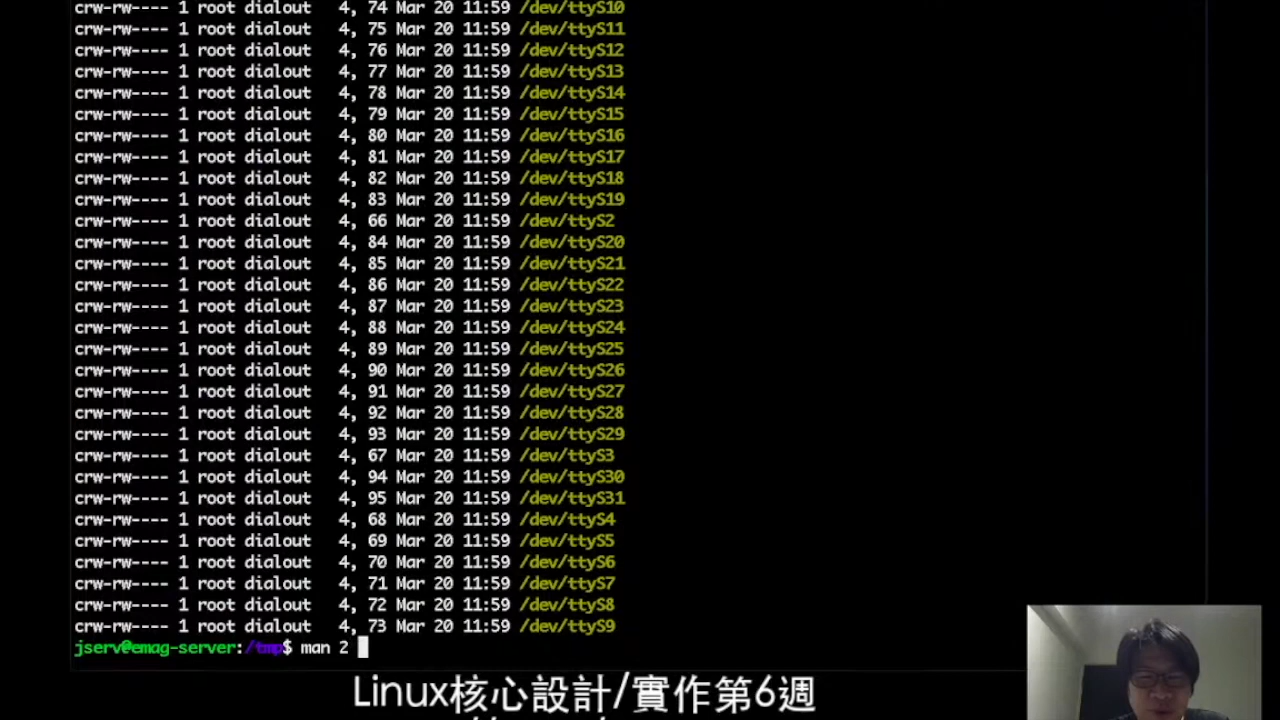 crw-rw---- 1 root dialout   4, 74 Mar 20 11:59 /dev/ttyS10
crw-rw---- 1 root dialout   4, 75 Mar 20 11:59 /dev/ttyS11
crw-rw---- 1 root dialout   4, 76 Mar 20 11:59 /dev/ttyS12
crw-rw---- 1 root dialout   4, 77 Mar 20 11:59 /dev/ttyS13
crw-rw---- 1 root dialout   4, 78 Mar 20 11:59 /dev/ttyS14
crw-rw---- 1 root dialout   4, 79 Mar 20 11:59 /dev/ttyS15
crw-rw---- 1 root dialout   4, 80 Mar 20 11:59 /dev/ttyS16
crw-rw---- 1 root dialout   4, 81 Mar 20 11:59 /dev/ttyS17
crw-rw---- 1 root dialout   4, 82 Mar 20 11:59 /dev/ttyS18
crw-rw---- 1 root dialout   4, 83 Mar 20 11:59 /dev/ttyS19
crw-rw---- 1 root dialout   4, 66 Mar 20 11:59 /dev/ttyS2
crw-rw---- 1 root dialout   4, 84 Mar 20 11:59 /dev/ttyS20
crw-rw---- 1 root dialout   4, 85 Mar 20 11:59 /dev/ttyS21
crw-rw---- 1 root dialout   4, 86 Mar 20 11:59 /dev/ttyS22
crw-rw---- 1 root dialout   4, 87 Mar 20 11:59 /dev/ttyS23
crw-rw---- 1 root dialout   4, 88 Mar 20 11:59 /dev/ttyS24
crw-rw---- 1 root dialout   4, 89 Mar 20 11:59 /dev/ttyS25
crw-rw---- 1 root dialout   4, 90 Mar 20 11:59 /dev/ttyS26
crw-rw---- 1 root dialout   4, 91 Mar 20 11:59 /dev/ttyS27
crw-rw---- 1 root dialout   4, 92 Mar 20 11:59 /dev/ttyS28
crw-rw---- 1 root dialout   4, 93 Mar 20 11:59 /dev/ttyS29
crw-rw---- 1 root dialout   4, 67 Mar 20 11:59 /dev/ttyS3
crw-rw---- 1 root dialout   4, 94 Mar 20 11:59 /dev/ttyS30
crw-rw---- 1 root dialout   4, 95 Mar 20 11:59 /dev/ttyS31
crw-rw---- 1 root dialout   4, 68 Mar 20 11:59 /dev/ttyS4
crw-rw---- 1 root dialout   4, 69 Mar 20 11:59 /dev/ttyS5
crw-rw---- 1 root dialout   4, 70 Mar 20 11:59 /dev/ttyS6
crw-rw---- 1 root dialout   4, 71 Mar 20 11:59 /dev/ttyS7
crw-rw---- 1 root dialout   4, 72 Mar 20 11:59 /dev/ttyS8
crw-rw---- 1 root dialout   4, 73 Mar 20 11:59 /dev/ttyS9
jserv@emag-server:/tmp$ man 2
Linux核心設計/實作第6週